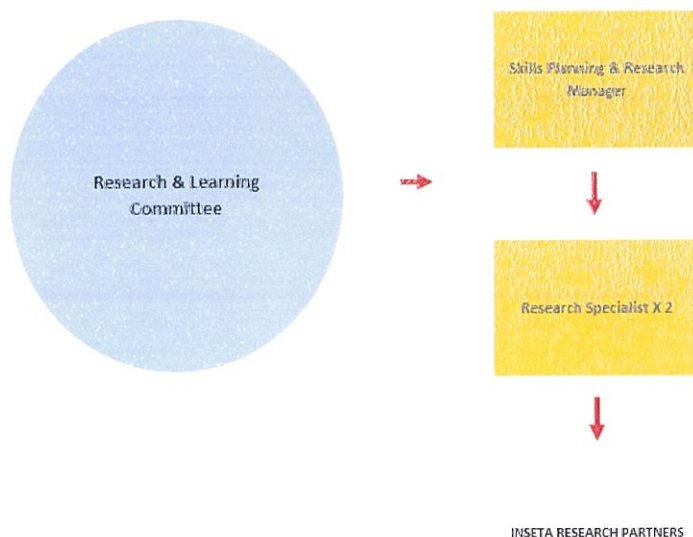 Research & Learning
Committee
Skills Planning & Research
Manager
Research Specialist X 2
INSETA RESEARCH PARTNERS